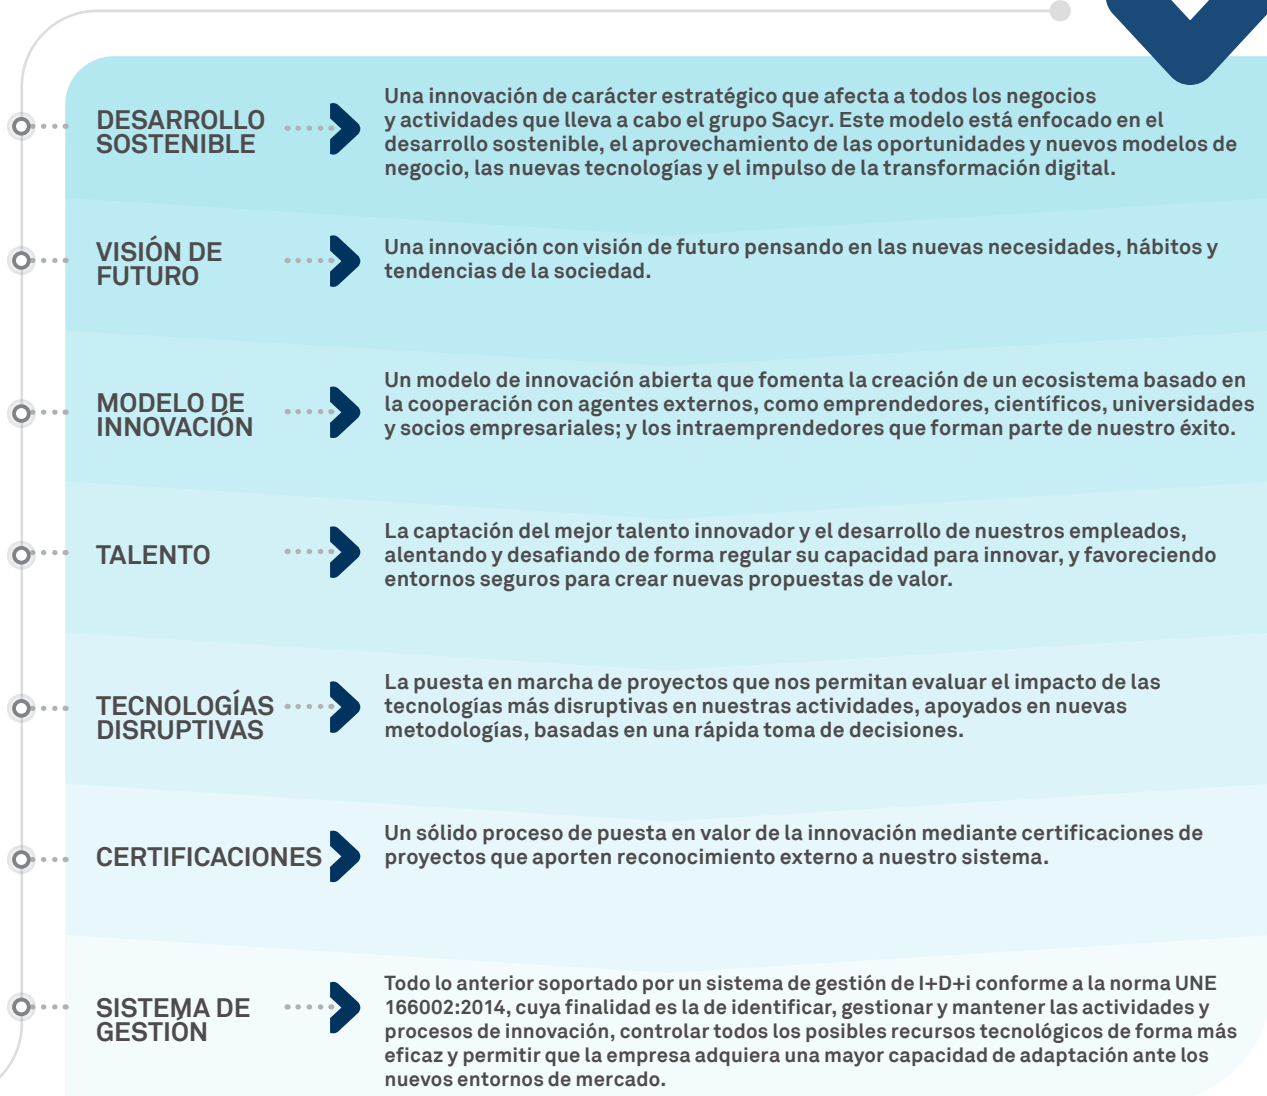 DESARROLLO
SOSTENIBLE
Una innovación de carácter estratégico que afecta a todos los negocios
y actividades que lleva a cabo el grupo Sacyr. Este modelo está enfocado en el
desarrollo sostenible, el aprovechamiento de las oportunidades y nuevos modelos de
negocio, las nuevas tecnologías y el impulso de la transformación digital.
VISIÓN DE
FUTURO
Una innovación con visión de futuro pensando en las nuevas necesidades, hábitos y
tendencias de la sociedad.
MODELO DE
INNOVACIÓN
Un modelo de innovación abierta que fomenta la creación de un ecosistema basado en
la cooperación con agentes externos, como emprendedores, científicos, universidades
y socios empresariales; y los intraemprendedores que forman parte de nuestro éxito.
TALENTO
La captación del mejor talento innovador y el desarrollo de nuestros empleados,
alentando y desafiando de forma regular su capacidad para innovar, y favoreciendo
entornos seguros para crear nuevas propuestas de valor.
TECNOLOGÍAS
DISRUPTIVAS
La puesta en marcha de proyectos que nos permitan evaluar el impacto de las
tecnologías más disruptivas en nuestras actividades, apoyados en nuevas
metodologías, basadas en una rápida toma de decisiones.
CERTIFICACIONES
Un sólido proceso de puesta en valor de la innovación mediante certificaciones de
proyectos que aporten reconocimiento externo a nuestro sistema.
SISTEMA DE
GESTIÓN
Todo lo anterior soportado por un sistema de gestión de I+D+i conforme a la norma UNE
166002:2014, cuya finalidad es la de identificar, gestionar y mantener las actividades y
procesos de innovación, controlar todos los posibles recursos tecnológicos de forma más
eficaz y permitir que la empresa adquiera una mayor capacidad de adaptación ante los
nuevos entornos de mercado.